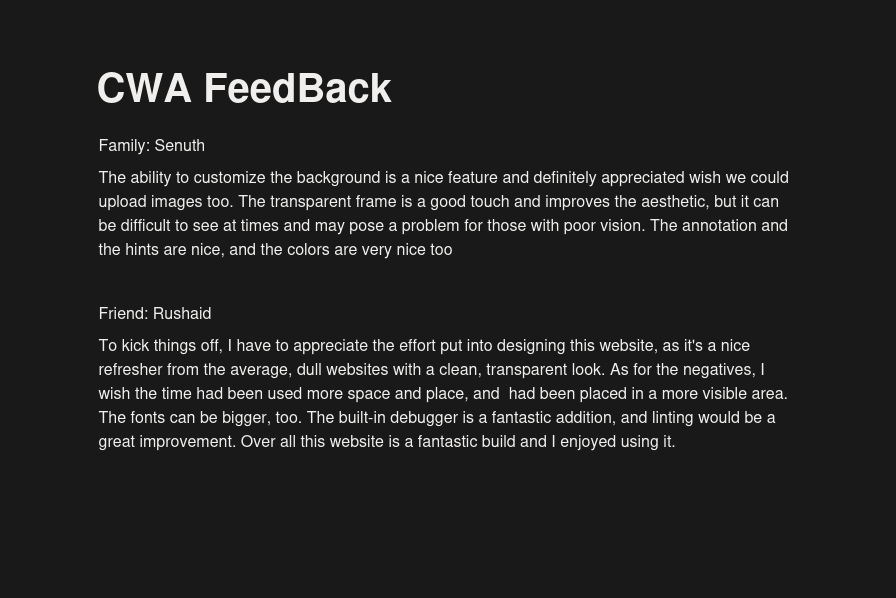 CWA FeedBack
Family: Senuth
The ability to customize the background is a nice feature and definitely appreciated wish we could
upload images too. The transparent frame is a good touch and improves the aesthetic, but it can
be difficult to see at times and may pose a problem for those with poor vision. The annotation and
the hints are nice, and the colors are very nice too
Friend: Rushaid
To kick things off, I have to appreciate the effort put into designing this website, as it's a nice
refresher from the average, dull websites with a clean, transparent look. As for the negatives, I
wish the time had been used more space and place, and  had been placed in a more visible area.
The fonts can be bigger, too. The built-in debugger is a fantastic addition, and linting would be a
great improvement. Over all this website is a fantastic build and I enjoyed using it.